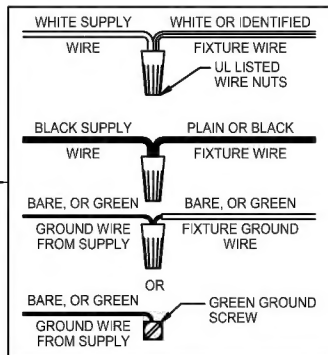 WHITE SUPPLY
WIRE
WHITE OR IDENTIFIED
FIXTURE WIRE
UL LISTED
WIRE NUTS
BLACK SUPPLY
WIRE
PLAIN OR BLACK
FIXTURE WIRE
BARE, OR GREEN
GROUND WIRE
FROM SUPPLY
BARE, OR GREEN
FIXTURE GROUND
WIRE
OR
BARE, OR GREEN
GROUND WIRE
FROM SUPPLY
GREEN GROUND
SCREW